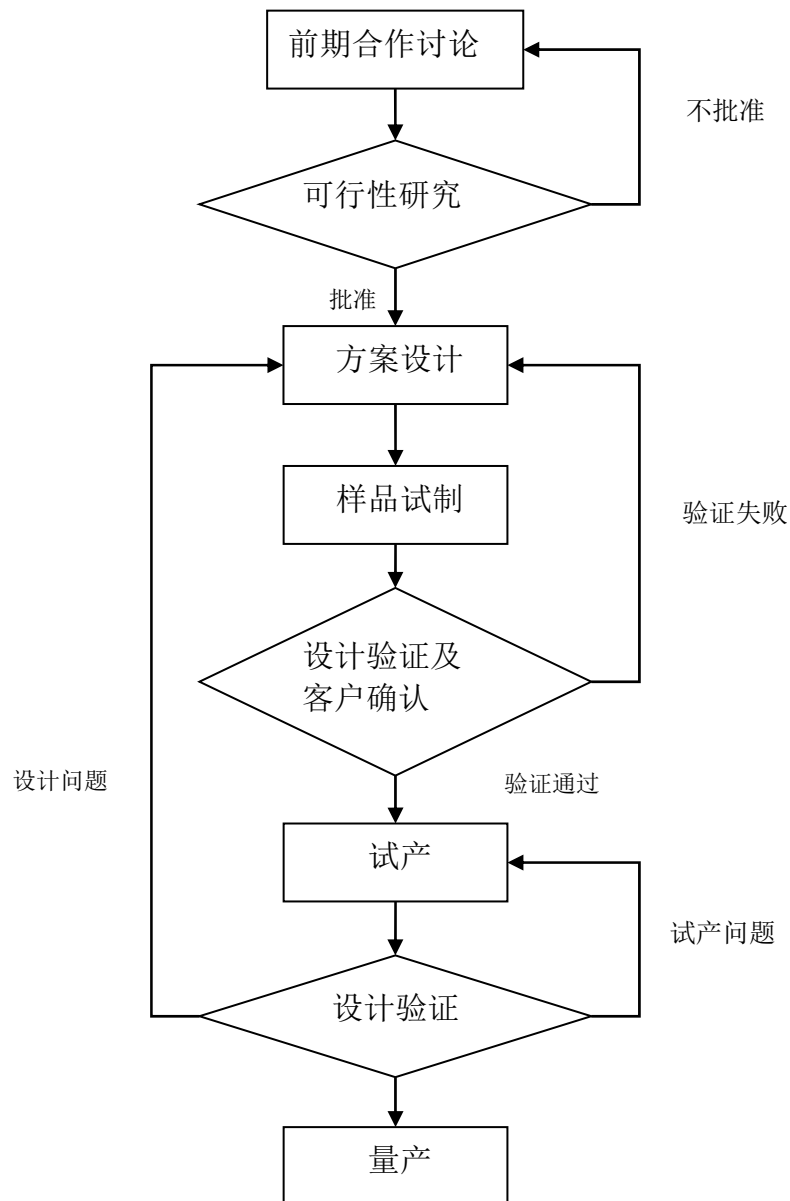 前期合作讨论
不批准
可行性研究
批准
方案设计
样品试制
验证失败
设计验证及
客户确认
设计问题
验证通过
试产
试产问题
设计验证
量产